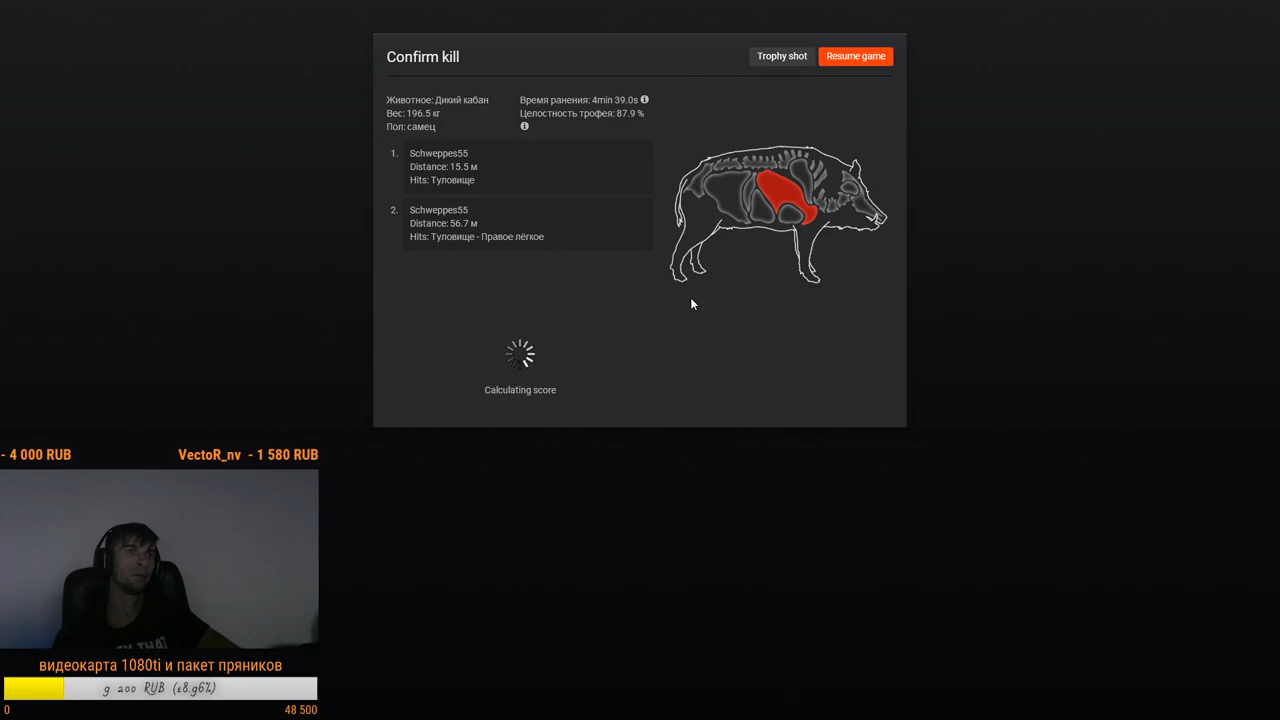 Confirm kill
Trophy shot
Resume game
Животное: Дикий кабан
Вес: 196.5 кг
Пол: самец
Время ранения: 4min 39.0s
Целостность трофея: 87.9 %
1.
Schweppes55
Distance: 15.5 м
Hits: Туловище
2.
Schweppes55
Distance: 56.7 м
Hits: Туловище - Правое лёгкое
Calculating score
- 4 000 RUB
VectoR_nv - 1 580 RUB
видеокарта 1080ti и пакет пряников
9 200 RUB (18.96%)
0
48 500